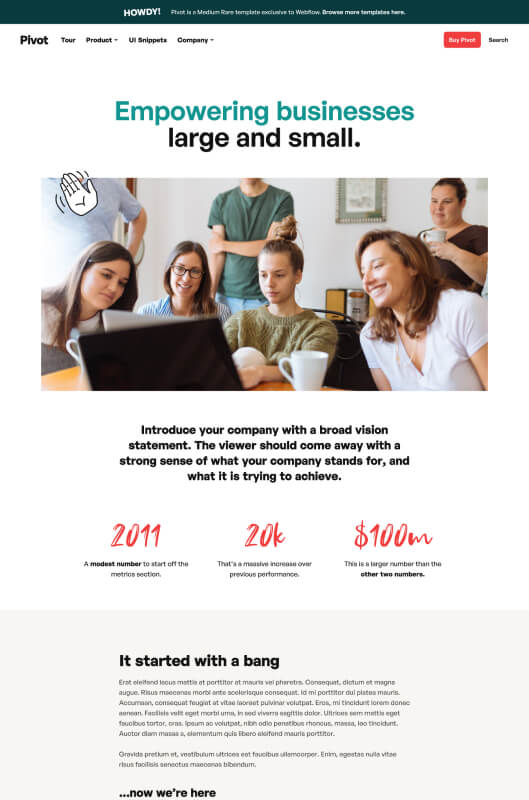 HOWDY! Pivot is a Medium Rare template exclusive to Webflow. Browse more templates here.
Pivot Tour Product UI Snippets Company Buy Pivot Search
Empowering businesses
large and small.
Introduce your company with a broad vision
statement. The viewer should come away with a
strong sense of what your company stands for, and
what it is trying to achieve.
2011 20k $100m
A modest number to start off the
metrics section.
That's a massive increase over
previous performance.
This is a larger number than the
other two numbers.
It started with a bang
Erat eleifend lacus mattis at porttitor at mauris vel pharetra. Consequat, dictum et magna
augue. Risus maecenas morbi ante scelerisque consequat. Id mi porttitor dui platea mauris.
Accumsan, consequat feugiat at vitae laoreet pulvinar volutpat. Eros, mi tincidunt lorem donec
aenean. Facilisis velit eget morbi urna, in sed viverra sagittis dolor. Ultrices sem mattis eget
faucibus tortor, cras. Ipsum ac volutpat, nibh odio penatibus rhoncus, massa, leo tincidunt.
Auctor diam massa a, elementum quis libero eleifend mauris porttitor.
Gravida pretium et, vestibulum ultrices est faucibus ullamcorper. Enim, egestas nulla vitae
risus facilisis senectus maecenas bibendum.
...now we're here